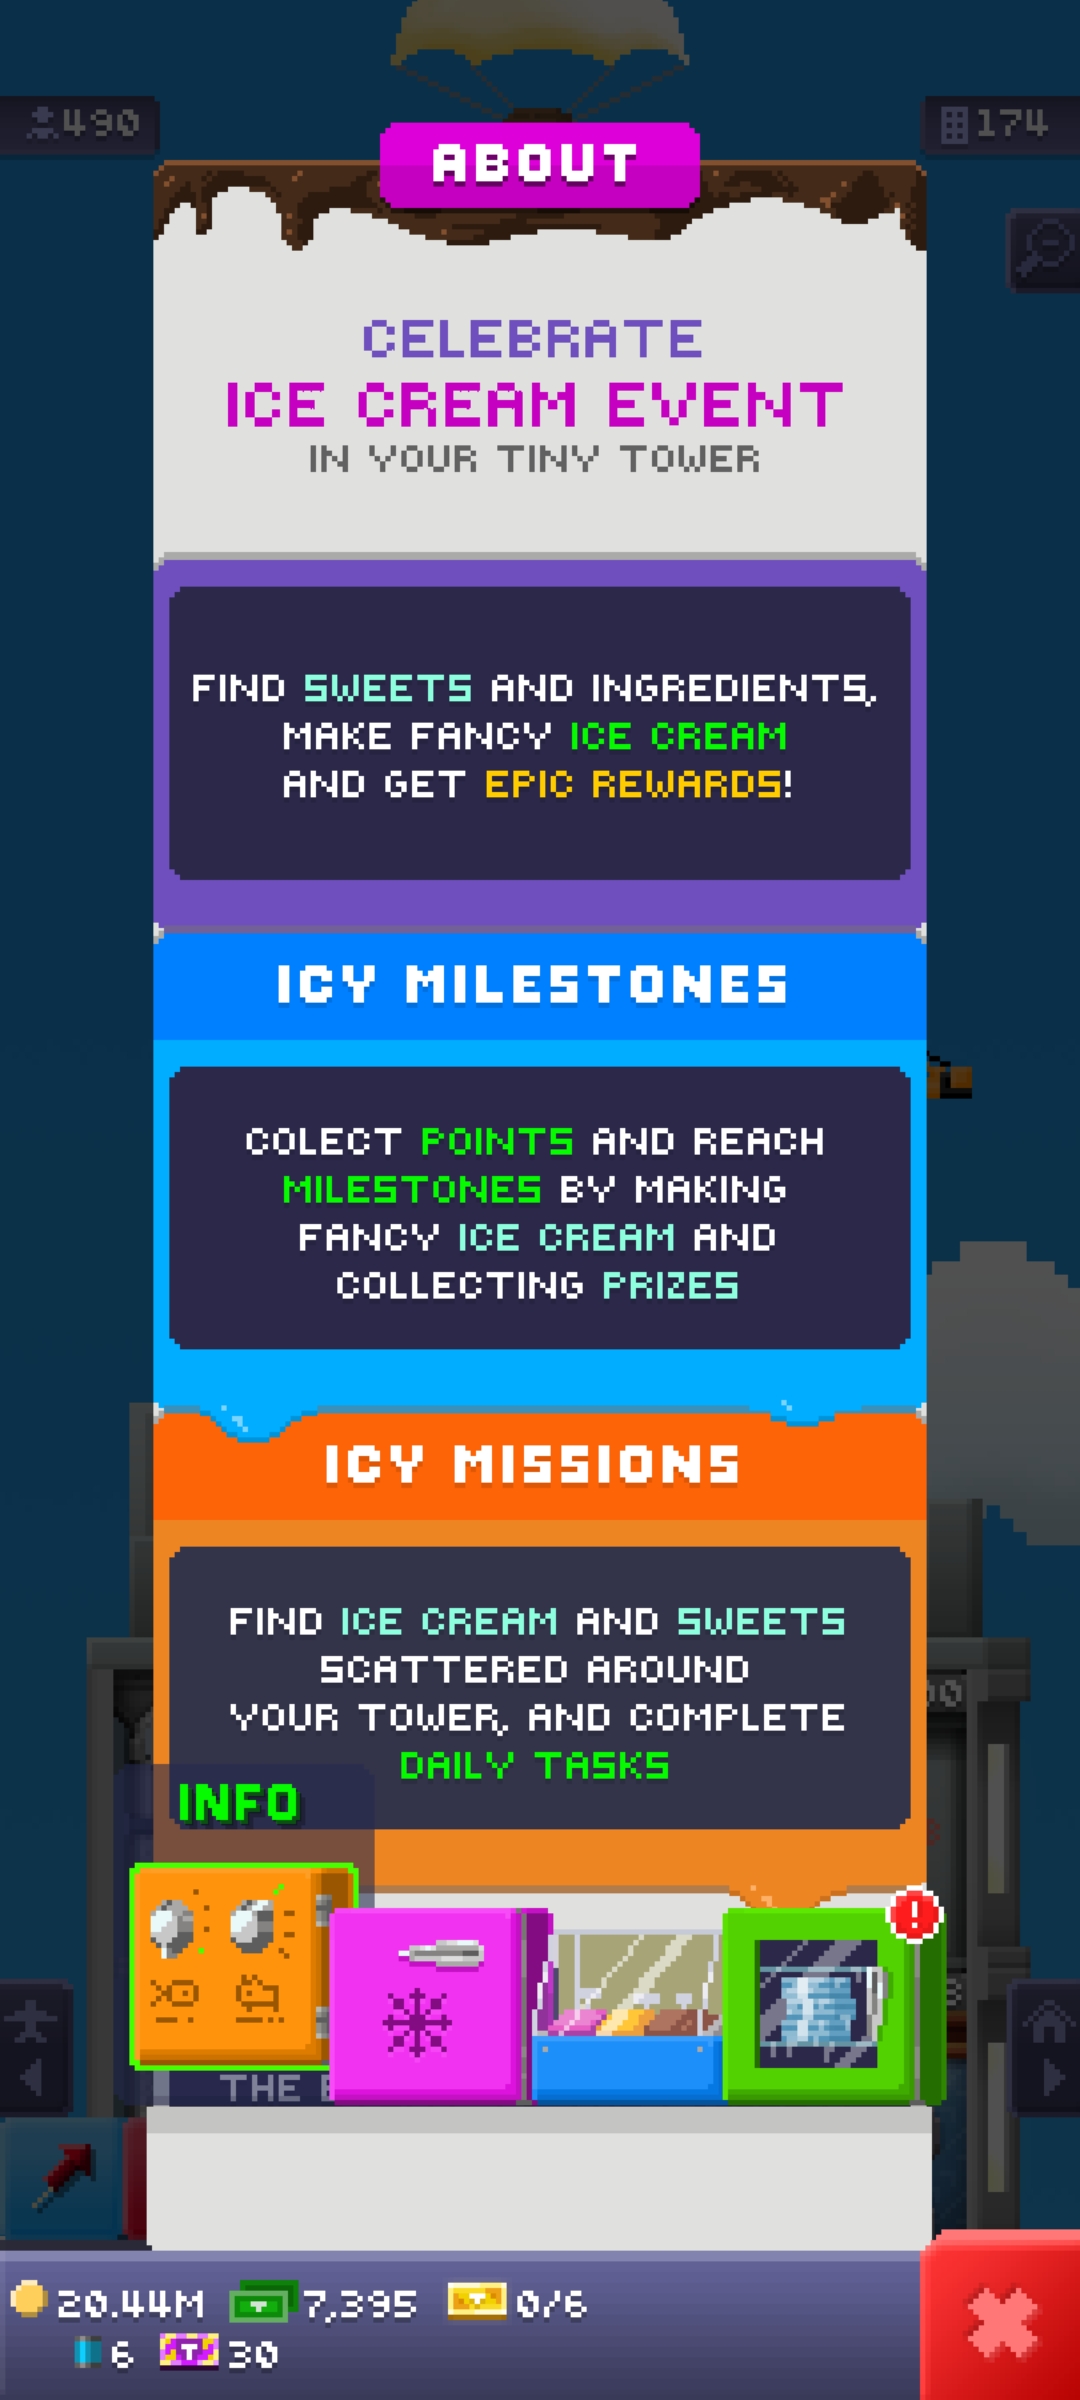 490
174
ABOUT
CELEBRATE
ICE CREAM EVENT
IN YOUR TINY TOWER
FIND SWEETS AND INGREDIENTS,
MAKE FANCY ICE CREAM
AND GET EPIC REWARDS!
ICY MILESTONES
COLECT POINTS AND REACH
MILESTONES BY MAKING
FANCY ICE CREAM AND
COLLECTING PRIZES
ICY MISSIONS
FIND ICE CREAM AND SWEETS
SCATTERED AROUND
YOUR TOWER, AND COMPLETE
DAILY TASKS
INFO
!
THE
20.44M
7,395
0/6
6
30